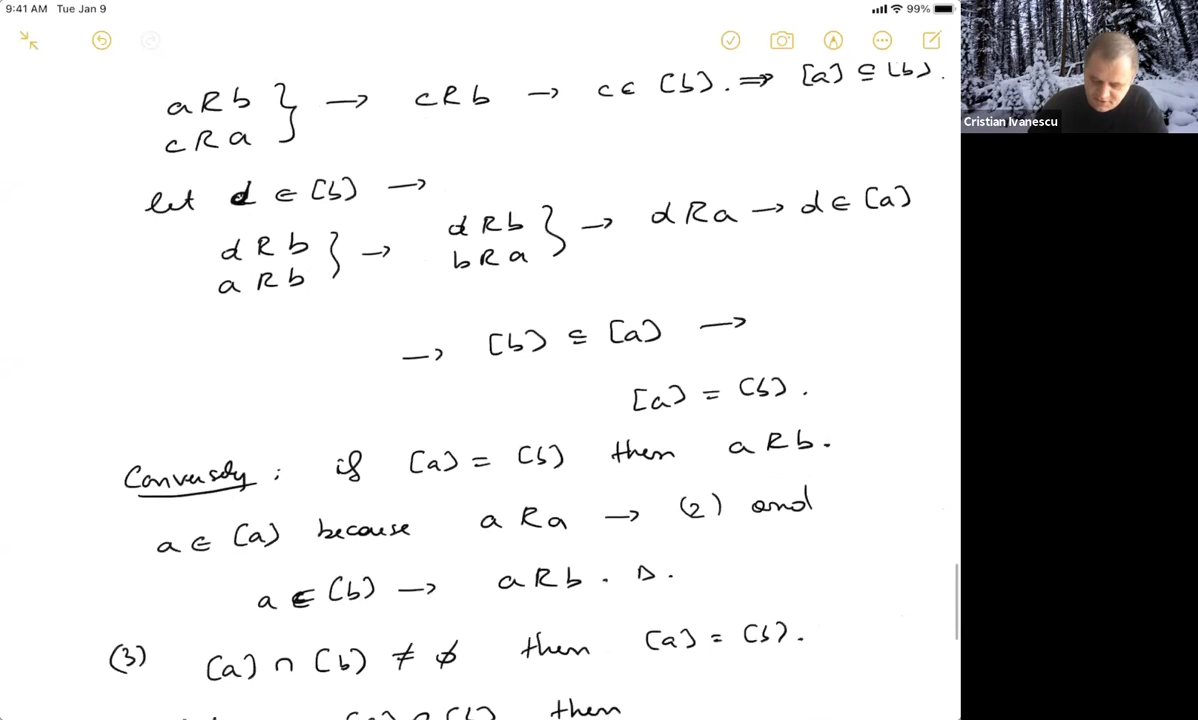 9:41 AM Tue Jan 9
99%
Cristian Ivanescu
aRb } → cRb → c ∈ [b]. ⇒ [a] ⊆ [b].
cRa
let d ∈ [b] →
dRb } → dRb } → dRa → d ∈ [a]
aRb bRa
→ [b] ⊆ [a] →
[a] = [b].
Conversely : if [a] = [b] then aRb.
a ∈ [a] because aRa → (2) and
a ∈ [b] → aRb . Δ.
(3) [a] ∩ [b] ≠ ∅ then [a] = [b].
[a] ∩ [b] then